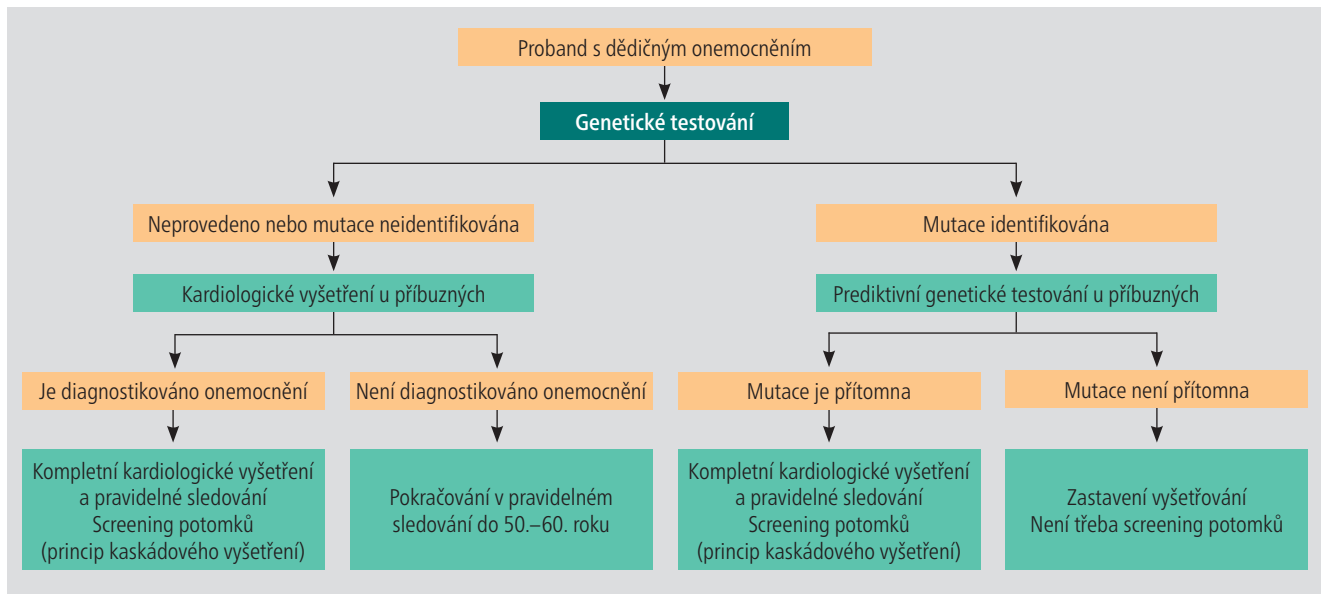 Proband s dědičným onemocněním
Genetické testování
Neprovedeno nebo mutace neidentifikována
Mutace identifikována
Kardiologické vyšetření u příbuzných
Prediktivní genetické testování u příbuzných
Je diagnostikováno onemocnění
Není diagnostikováno onemocnění
Mutace je přítomna
Mutace není přítomna
Kompletní kardiologické vyšetření
a pravidelné sledování
Screening potomků
(princip kaskádového vyšetření)
Pokračování v pravidelném
sledování do 50.–60. roku
Kompletní kardiologické vyšetření
a pravidelné sledování
Screening potomků
(princip kaskádového vyšetření)
Zastavení vyšetřování
Není třeba screening potomků